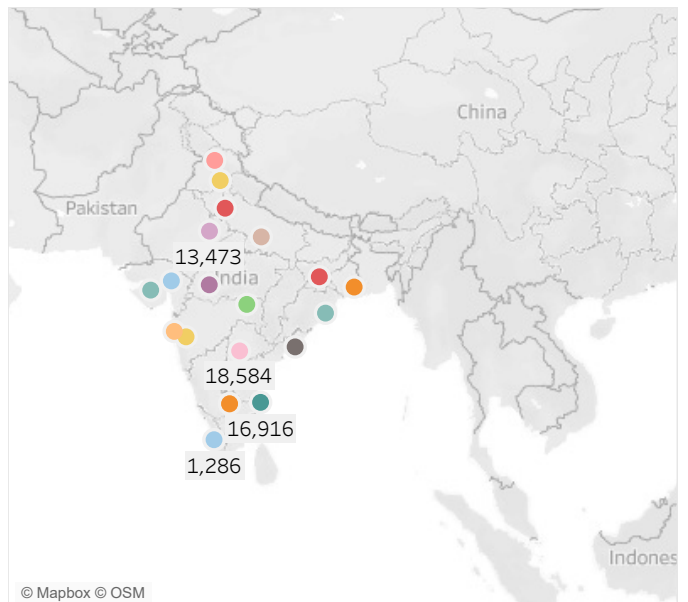 China
Pakistan
13,473
India
18,584
16,916
1,286
Indones
© Mapbox © OSM